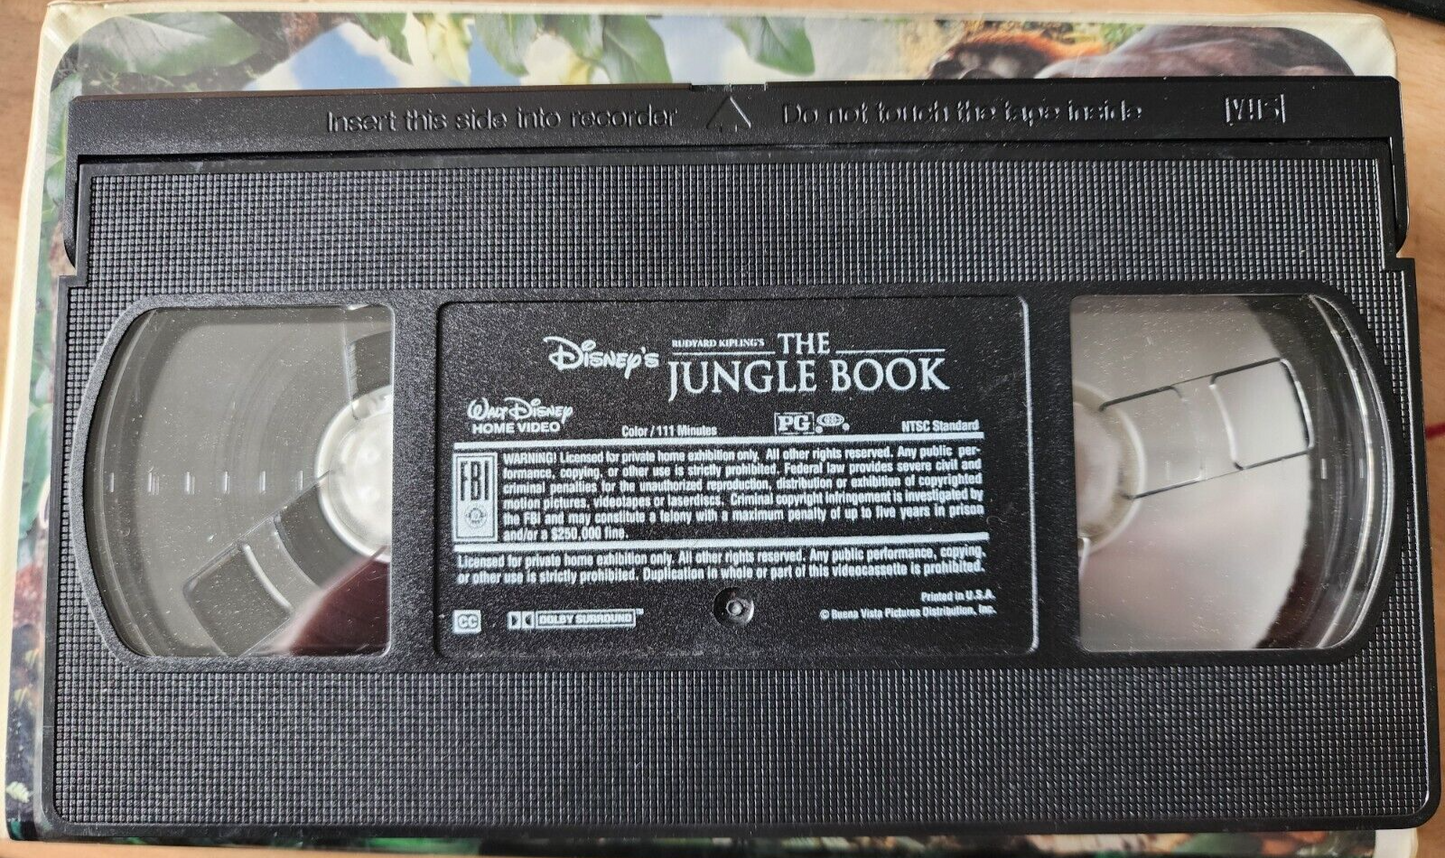 Insert this side into recorder Do not touch the tape inside VHS
DISNEY'S RUDYARD KIPLING'S THE
JUNGLE BOOK
WALT DISNEY
HOME VIDEO
Color / 111 Minutes PG NTSC Standard
FBI
WARNING! Licensed for private home exhibition only. All other rights reserved. Any public per-
formance, copying, or other use is strictly prohibited. Federal law provides severe civil and
criminal penalties for the unauthorized reproduction, distribution or exhibition of copyrighted
motion pictures, videotapes or laserdiscs. Criminal copyright infringement is investigated by
the FBI and may constitute a felony with a maximum penalty of up to five years in prison
and/or a $250,000 fine.
Licensed for private home exhibition only. All other rights reserved. Any public performance, copying,
or other use is strictly prohibited. Duplication in whole or part of this videocassette is prohibited.
CC DOLBY SURROUND™
Printed in U.S.A.
© Buena Vista Pictures Distribution, Inc.